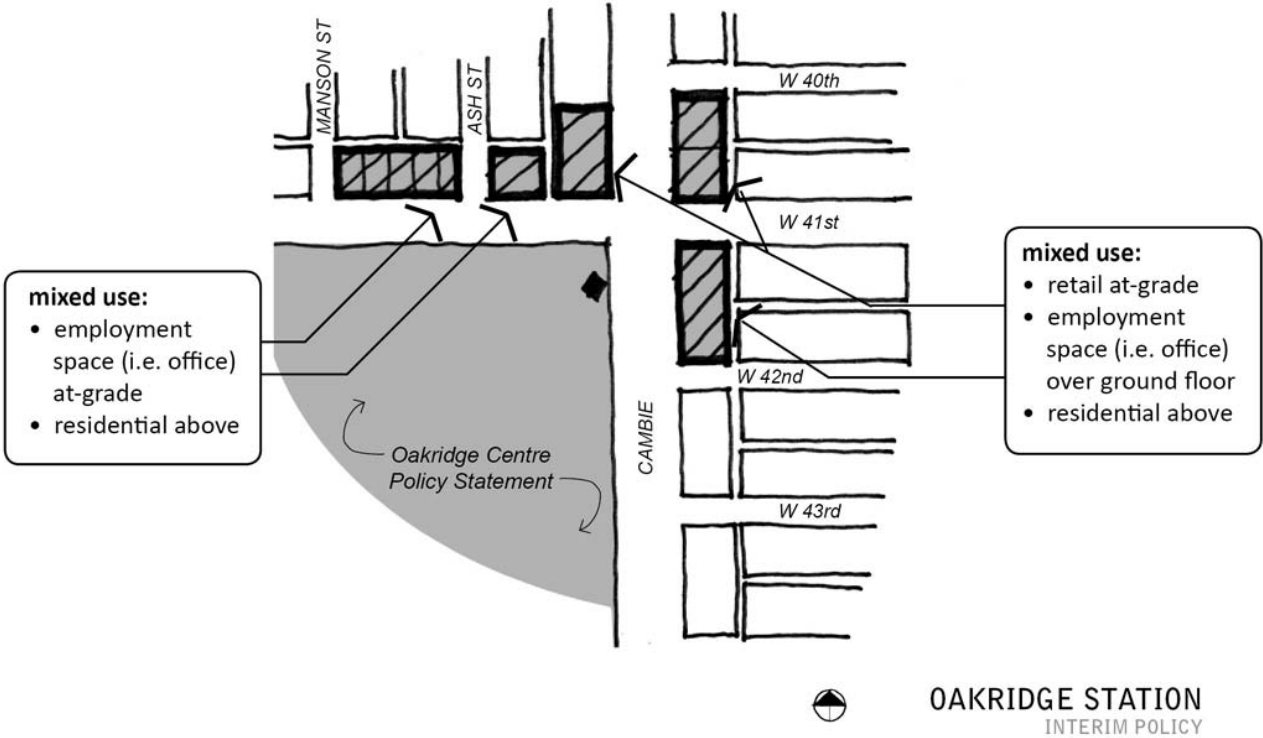 MANSON ST
ASH ST
W 40th
W 41st
mixed use:
• employment
space (i.e. office)
at-grade
• residential above
mixed use:
• retail at-grade
• employment
space (i.e. office)
over ground floor
• residential above
W 42nd
CAMBIE
Oakridge Centre
Policy Statement
W 43rd
OAKRIDGE STATION
INTERIM POLICY